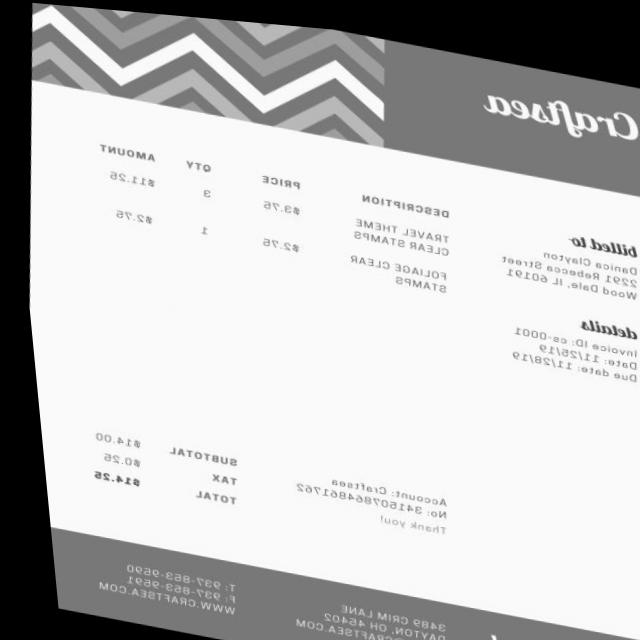 Craftsea
billed to
Danica Clayton
2291 Rebecca Street
Wood Dale, IL 60191
details
Invoice ID: cs-0001
Date: 11/25/19
Due date: 11/28/19
DESCRIPTION PRICE QTY AMOUNT
TRAVEL THEME CLEAR STAMPS $3.75 3 $11.25
FOLIAGE CLEAR STAMPS $2.75 1 $2.75
Account: Craftsea
No: 341507864861762
Thank you!
SUBTOTAL $14.00
TAX $0.25
TOTAL $14.25
3489 CRIM LANE
DAYTON, OH 45402
CRAFTSEA.COM
T: 937-863-9590
F: 937-863-9591
WWW.CRAFTSEA.COM